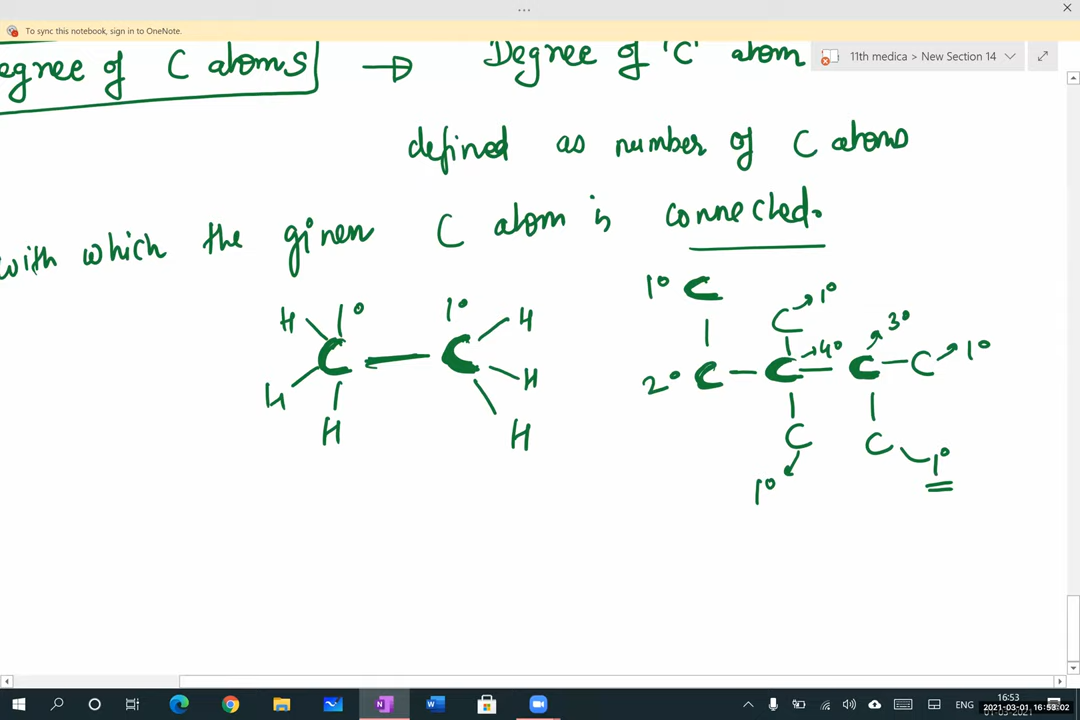 To sync this notebook, sign in to OneNote.
egree of C atoms → Degree of 'C' atom
11th medica > New Section 14
defined as number of C atoms
with which the given C atom is connected.
H 1° 1° H
C — C
H H H H
1° C
C → 1°
2° C — C → 4° — C → 3° — C → 1°
C → 1°
C 1°
ENG
16:53
2021-03-01 16:53:02